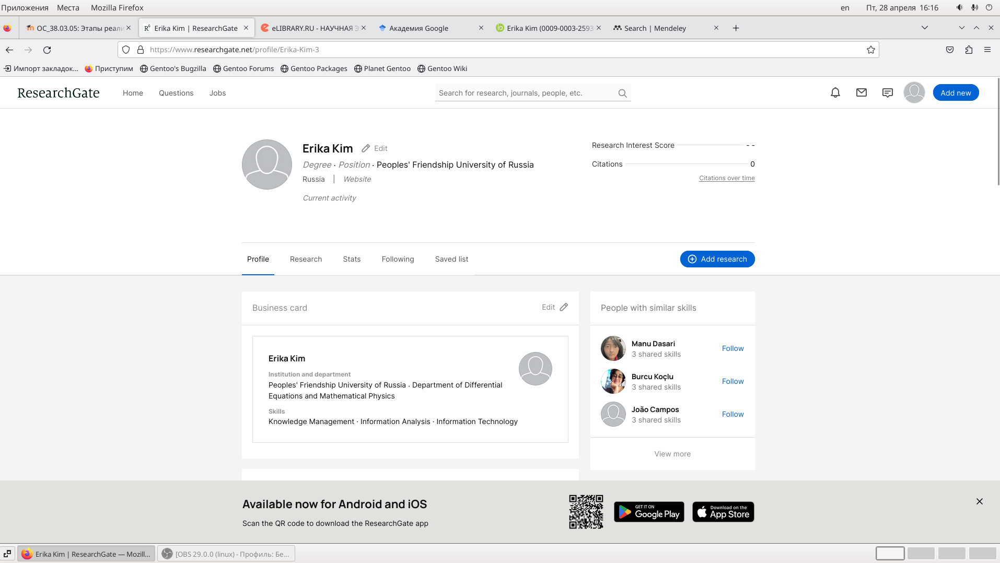 Приложения Места Mozilla Firefox en Пт, 28 апреля 16:16
ОС_38.03.05: Этапы реали Erika Kim | ResearchGate eLIBRARY.RU - НАУЧНАЯ Э Академия Google Erika Kim (0009-0003-2593 Search | Mendeley
https://www.researchgate.net/profile/Erika-Kim-3
Импорт закладок... Приступим Gentoo's Bugzilla Gentoo Forums Gentoo Packages Planet Gentoo Gentoo Wiki
ResearchGate Home Questions Jobs Search for research, journals, people, etc. Add new
Erika Kim Edit
Degree · Position · Peoples' Friendship University of Russia
Russia | Website
Current activity
Research Interest Score - -
Citations 0
Citations over time
Profile Research Stats Following Saved list Add research
Business card Edit
Erika Kim
Institution and department
Peoples' Friendship University of Russia · Department of Differential
Equations and Mathematical Physics
Skills
Knowledge Management · Information Analysis · Information Technology
People with similar skills
Manu Dasari
3 shared skills
Follow
Burcu Koçlu
3 shared skills
Follow
João Campos
3 shared skills
Follow
View more
Available now for Android and iOS
Scan the QR code to download the ResearchGate app
GET IT ON
Google Play
Download on the
App Store
Erika Kim | ResearchGate — Mozill... [OBS 29.0.0 (linux) - Профиль: Бе...